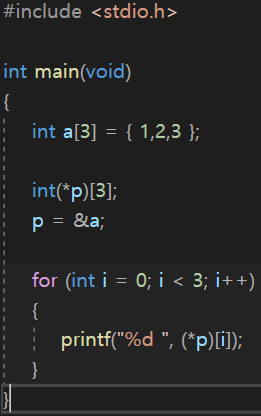 #include <stdio.h>
int main(void)
{
int a[3] = { 1,2,3 };
int(*p)[3];
p = &a;
for (int i = 0; i < 3; i++)
{
printf("%d ", (*p)[i]);
}
}